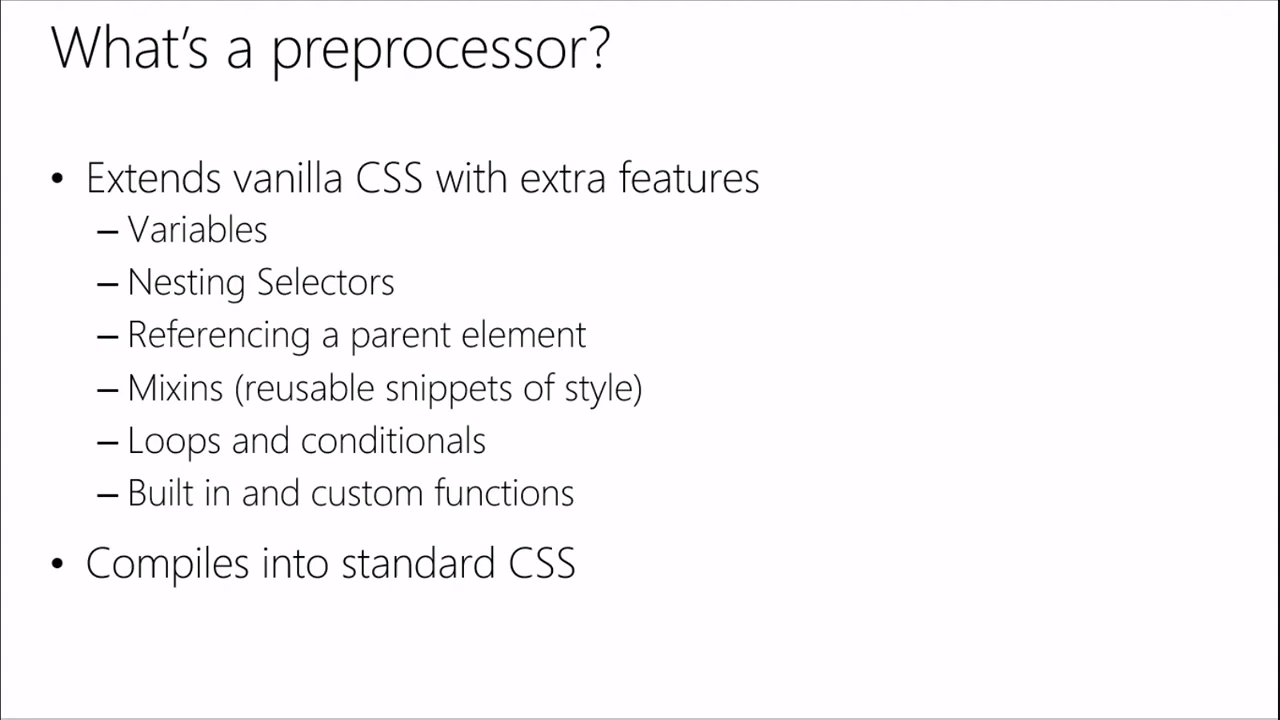 What's a preprocessor?
• Extends vanilla CSS with extra features
– Variables
– Nesting Selectors
– Referencing a parent element
– Mixins (reusable snippets of style)
– Loops and conditionals
– Built in and custom functions
• Compiles into standard CSS